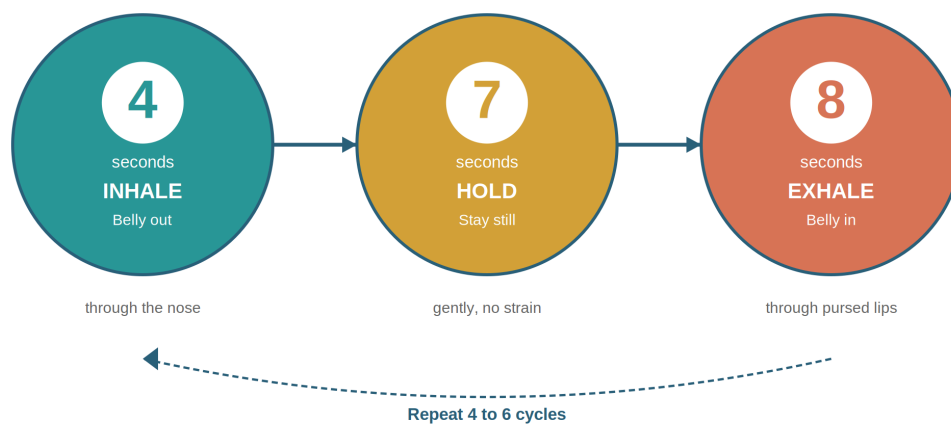 4
seconds
INHALE
Belly out
through the nose
7
seconds
HOLD
Stay still
gently, no strain
8
seconds
EXHALE
Belly in
through pursed lips
Repeat 4 to 6 cycles